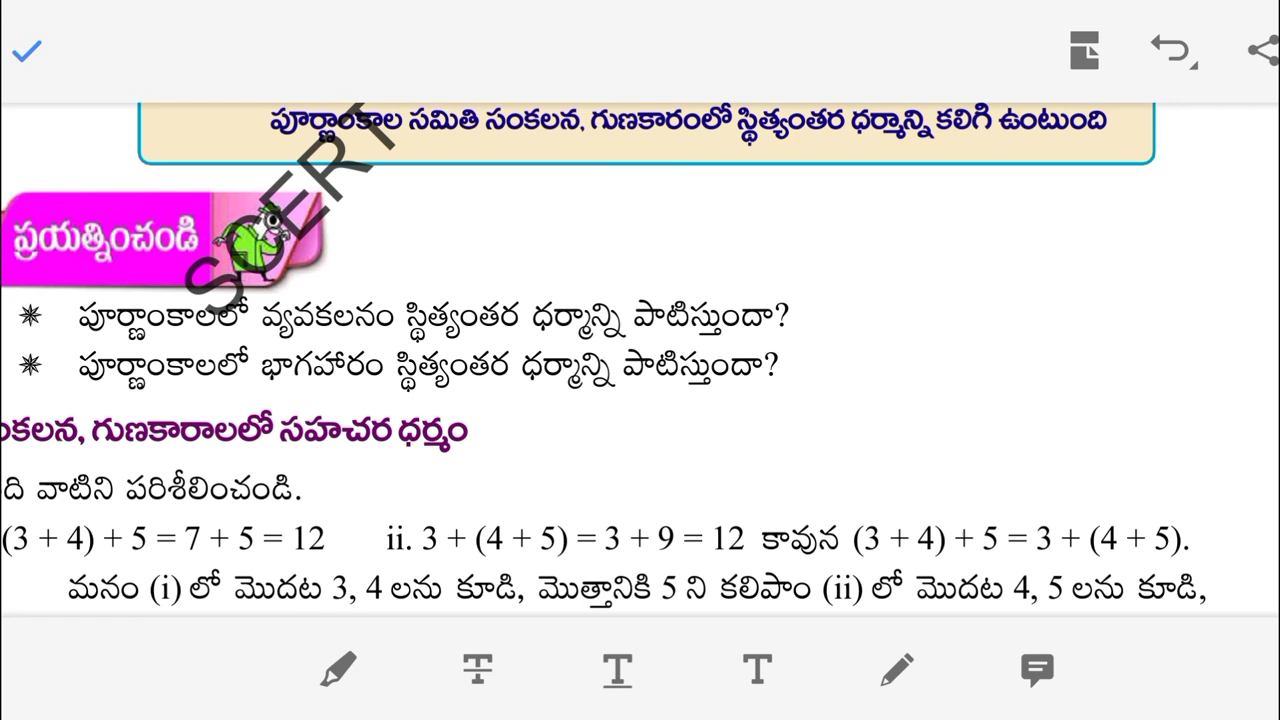 పూర్ణాంకాల సమితి సంకలన, గుణకారంలో స్థిత్యంతర ధర్మాన్ని కలిగి ఉంటుంది
SCERT
ప్రయత్నించండి
✴ పూర్ణాంకాలలో వ్యవకలనం స్థిత్యంతర ధర్మాన్ని పాటిస్తుందా?
✴ పూర్ణాంకాలలో భాగహారం స్థిత్యంతర ధర్మాన్ని పాటిస్తుందా?
ంకలన, గుణకారాలలో సహచర ధర్మం
ది వాటిని పరిశీలించండి.
(3 + 4) + 5 = 7 + 5 = 12 ii. 3 + (4 + 5) = 3 + 9 = 12 కావున (3 + 4) + 5 = 3 + (4 + 5).
మనం (i) లో మొదట 3, 4 లను కూడి, మొత్తానికి 5 ని కలిపాం (ii) లో మొదట 4, 5 లను కూడి,